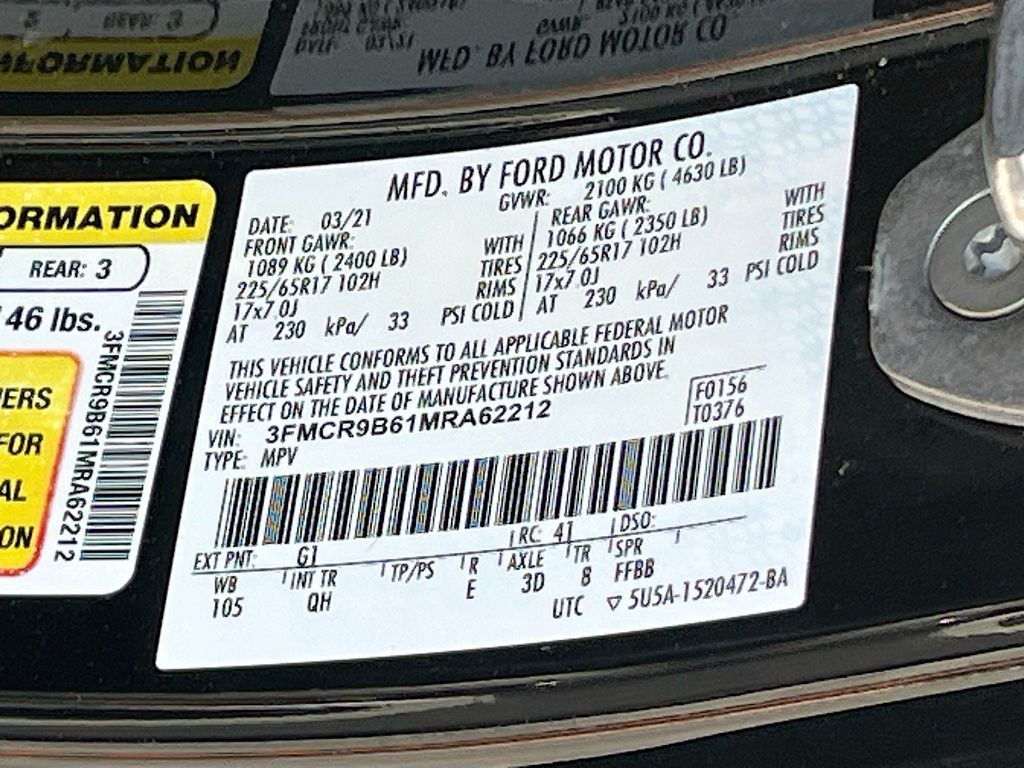 MFD. BY FORD MOTOR CO.
DATE: 03/21 GVWR: 2100 KG ( 4630 LB)
FRONT GAWR: WITH REAR GAWR: WITH
1089 KG ( 2400 LB) TIRES 1066 KG ( 2350 LB) TIRES
225/65R17 102H RIMS 225/65R17 102H RIMS
17x7.0J 17x7.0J
AT 230 kPa/ 33 PSI COLD AT 230 kPa/ 33 PSI COLD
THIS VEHICLE CONFORMS TO ALL APPLICABLE FEDERAL MOTOR
VEHICLE SAFETY AND THEFT PREVENTION STANDARDS IN
EFFECT ON THE DATE OF MANUFACTURE SHOWN ABOVE.
VIN: 3FMCR9B61MRA62212 F0156
TYPE: MPV T0376
EXT PNT: G1 RC: 41 DSO:
WB INT TR TP/PS R AXLE TR SPR
105 QH E 3D 8 FFBB
UTC ▽ 5U5A-1520472-BA
ORMATION
REAR: 3
46 lbs.
3FMCR9B61MRA62212
ERS
FOR
AL
ON